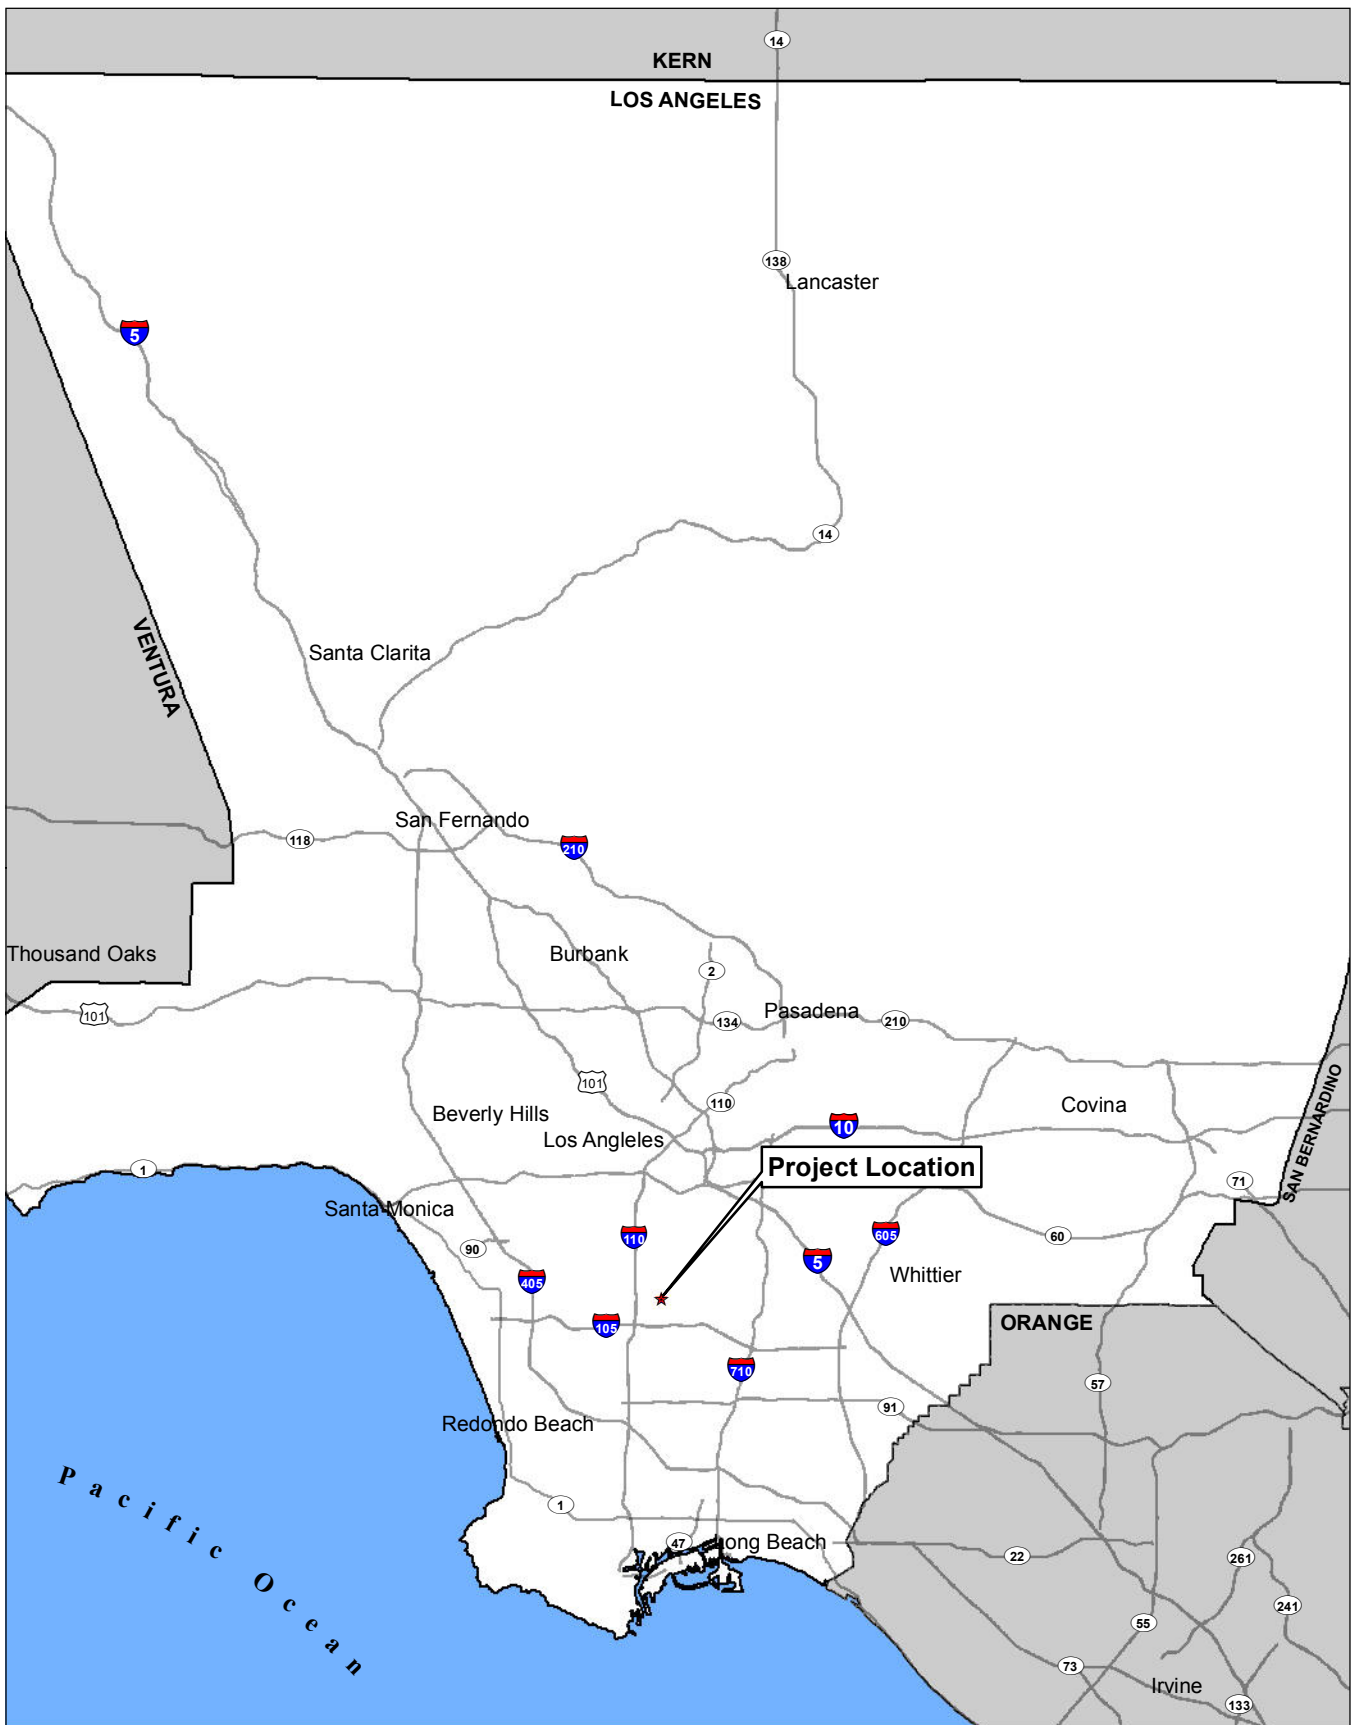 14
KERN
LOS ANGELES
138
Lancaster
5
14
VENTURA
Santa Clarita
San Fernando
118
210
Thousand Oaks
Burbank
2
101
134
Pasadena
210
101
110
Covina
Beverly Hills
10
Los Angleles
SAN BERNARDINO
1
Project Location
71
Santa Monica
110
605
60
90
5
405
Whittier
105
ORANGE
710
57
91
Redondo Beach
Pacific Ocean
1
47
Long Beach
22
261
241
55
73
Irvine
133